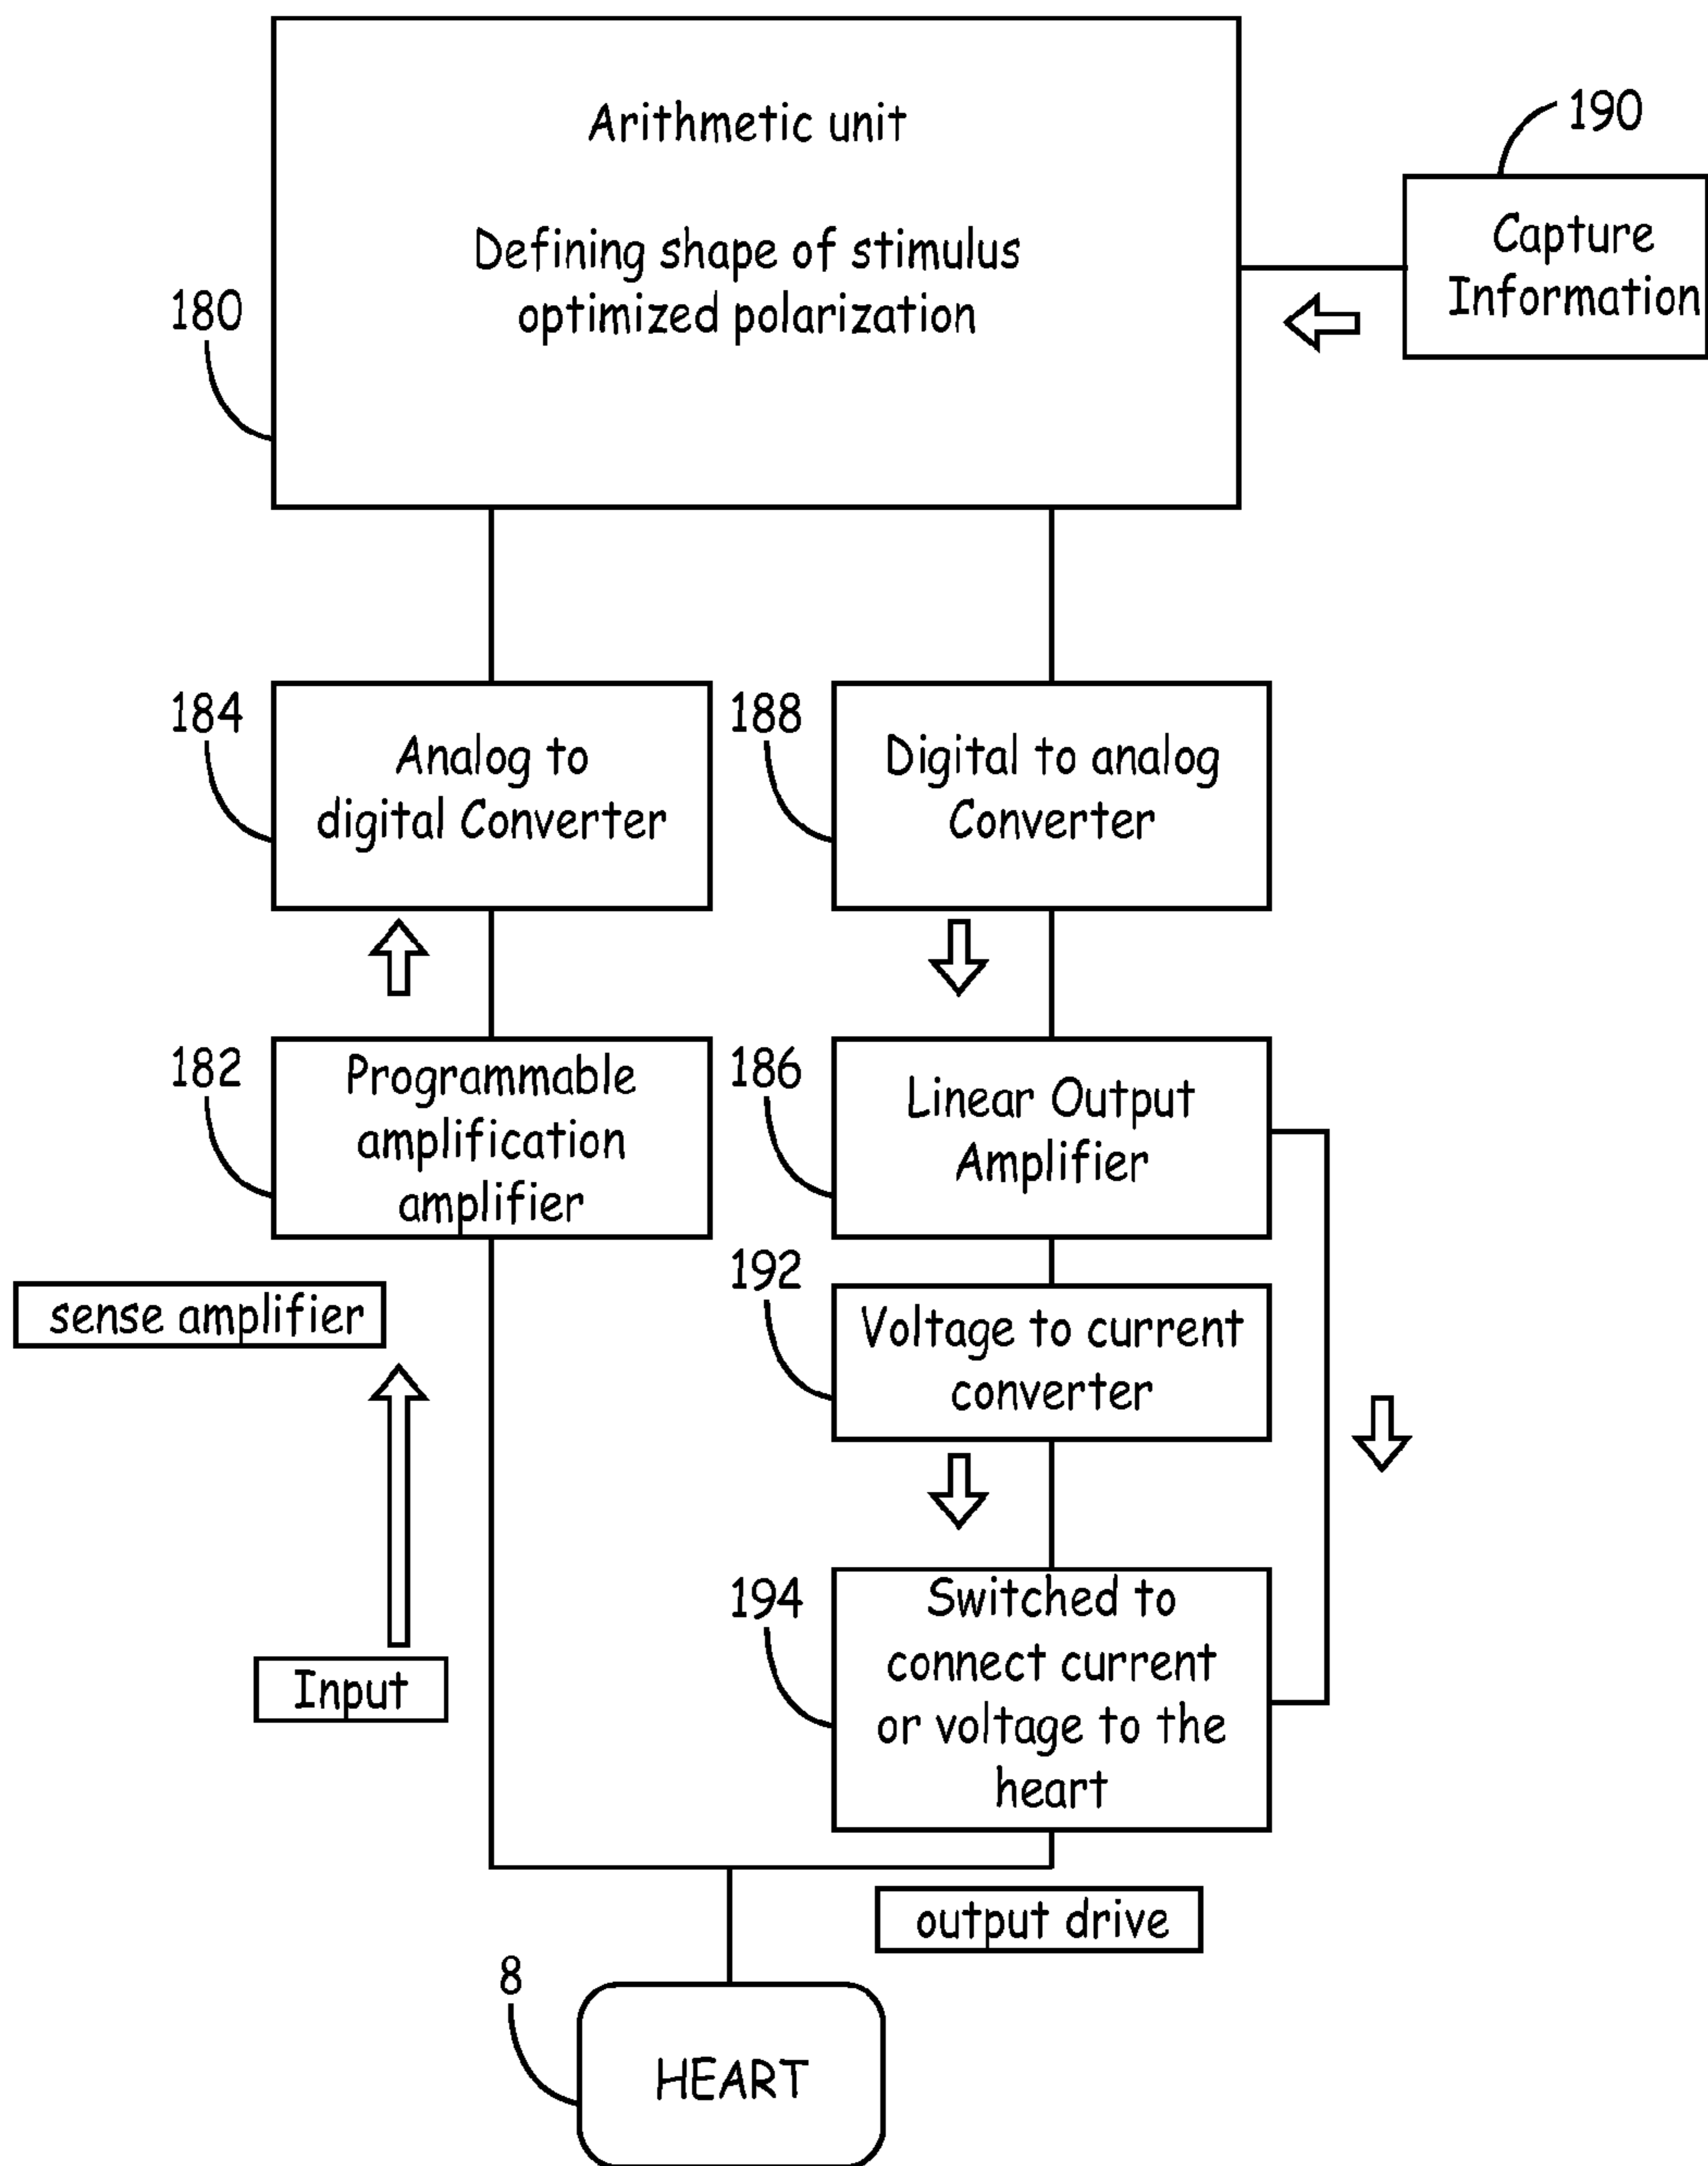 Arithmetic unit
190
Capture
Information
Defining shape of stimulus
optimized polarization
180
184
Analog to
digital Converter
188
Digital to analog
Converter
182
Programmable
amplification
amplifier
186
Linear Output
Amplifier
192
Voltage to current
converter
sense amplifier
194
Switched to
connect current
or voltage to the
heart
Input
output drive
8
HEART